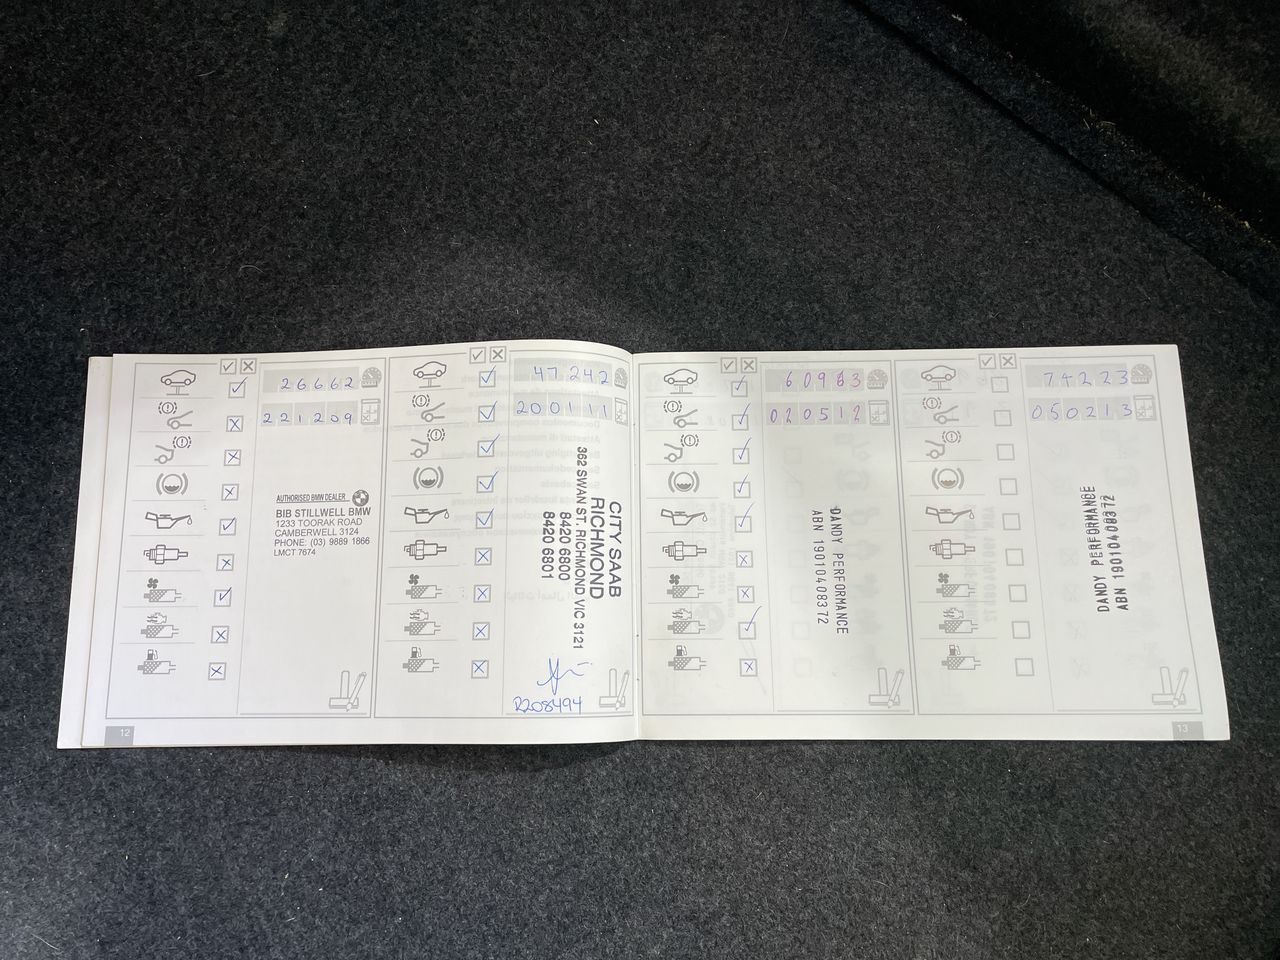 26662
221209
AUTHORISED BMW DEALER
BIB STILLWELL BMW
1233 TOORAK ROAD
CAMBERWELL 3124
PHONE: (03) 9889 1866
LMCT 7674
12
47242
200111
CITY SAAB
RICHMOND
362 SWAN ST. RICHMOND VIC 3121
8420 6800
8420 6801
R208494
60983
020512
DANDY PERFORMANCE
ABN 19010408372
74223
050213
DANDY PERFORMANCE
ABN 19010408372
13